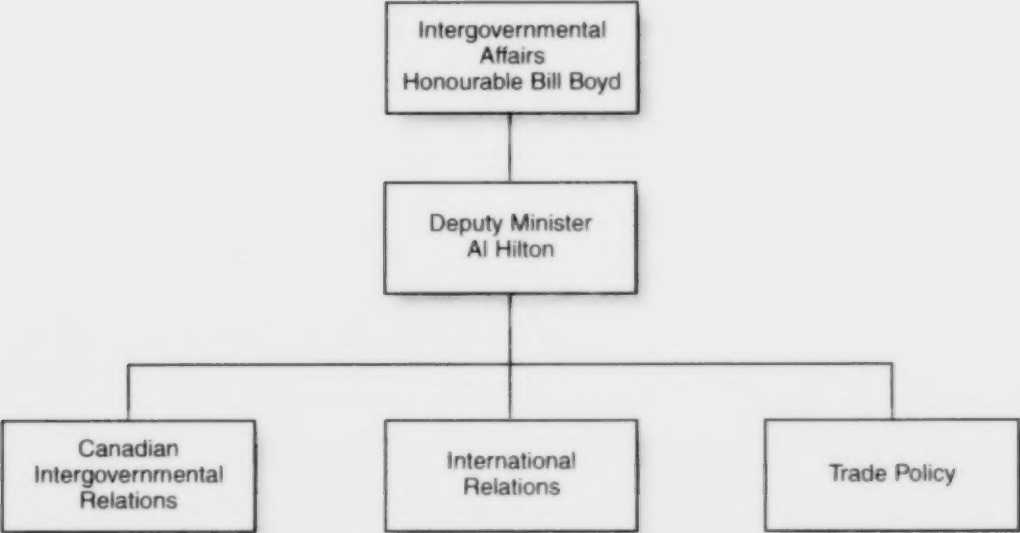 Intergovernmental
Affairs
Honourable Bill Boyd
Deputy Minister
Al Hilton
Canadian
Intergovernmental
Relations
International
Relations
Trade Policy